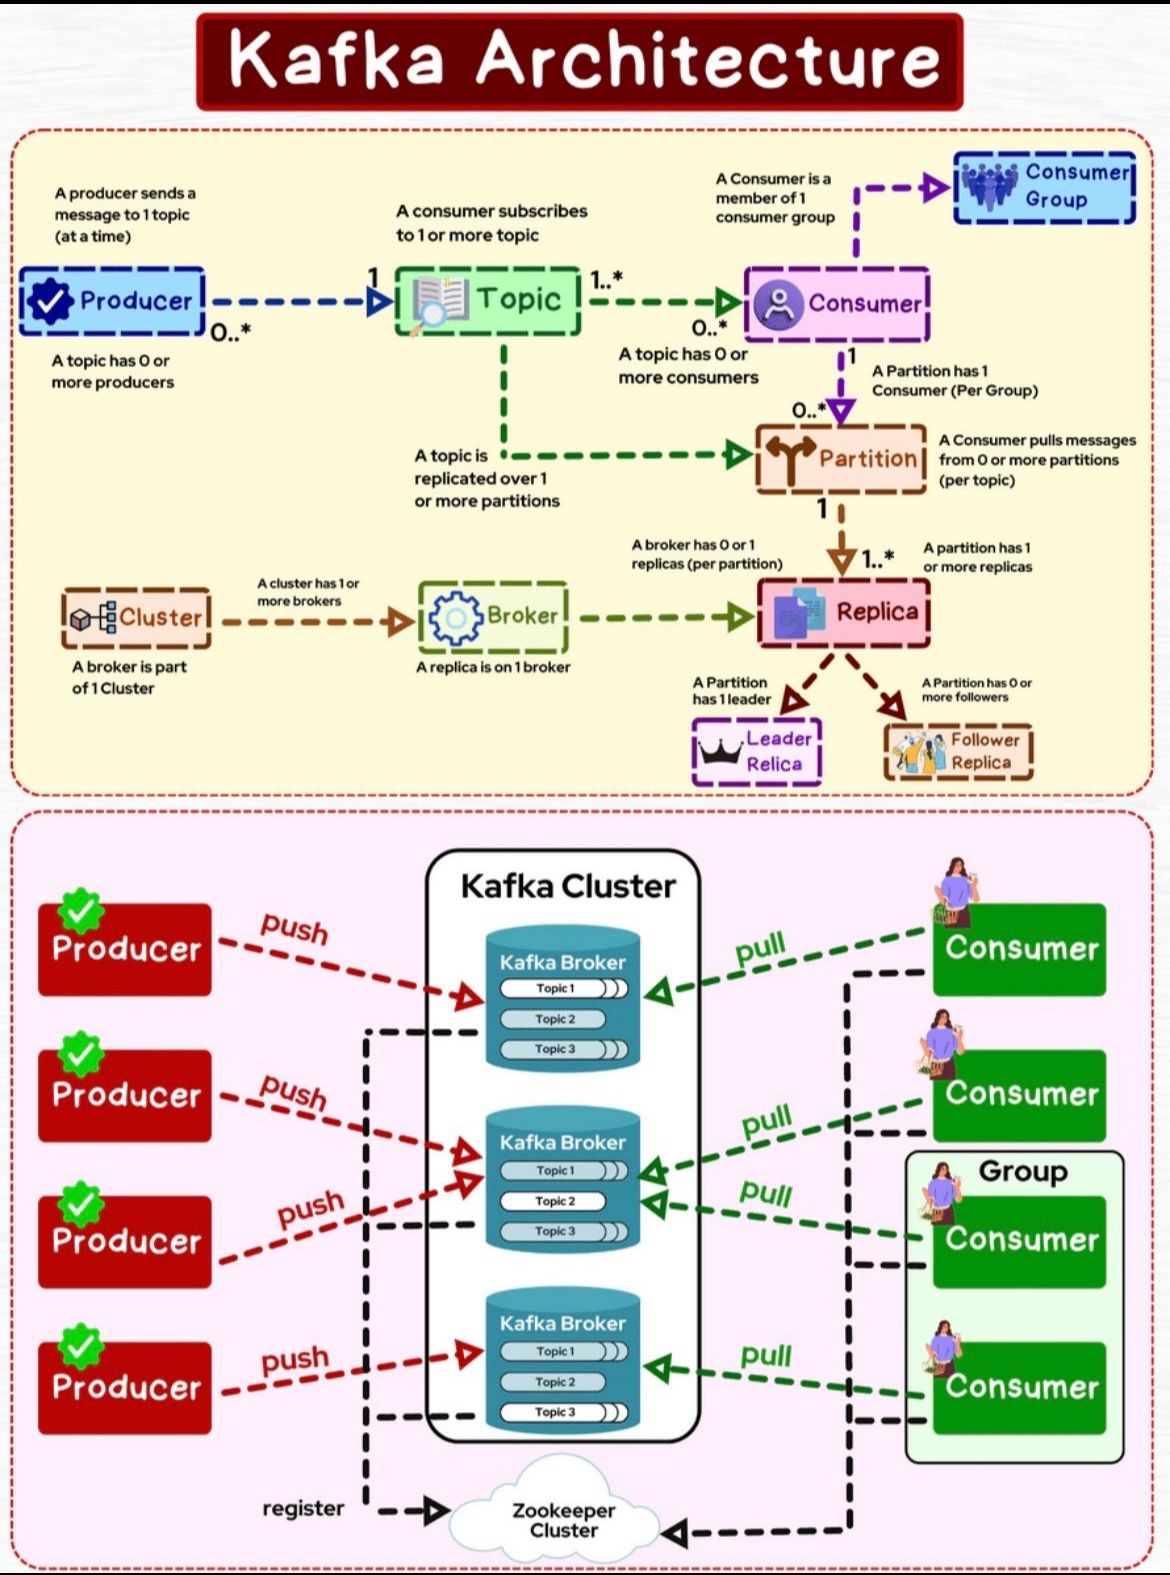 Kafka Architecture
A producer sends a
message to 1 topic
(at a time)
A consumer subscribes
to 1 or more topic
A Consumer is a
member of 1
consumer group
Consumer
Group
Producer
0..*
1
Topic
1..*
0..*
Consumer
A topic has 0 or
more producers
A topic has 0 or
more consumers
1
0..*
A Partition has 1
Consumer (Per Group)
A topic is
replicated over 1
or more partitions
Partition
A Consumer pulls messages
from 0 or more partitions
(per topic)
1
1..*
A broker has 0 or 1
replicas (per partition)
A partition has 1
or more replicas
Cluster
A cluster has 1 or
more brokers
Broker
Replica
A broker is part
of 1 Cluster
A replica is on 1 broker
A Partition
has 1 leader
A Partition has 0 or
more followers
Leader
Relica
Follower
Replica
Kafka Cluster
Producer
push
Kafka Broker
Topic 1
Topic 2
Topic 3
pull
Consumer
Producer
push
Kafka Broker
Topic 1
Topic 2
Topic 3
pull
Consumer
Producer
push
pull
Group
Consumer
Producer
push
Kafka Broker
Topic 1
Topic 2
Topic 3
pull
Consumer
register
Zookeeper
Cluster